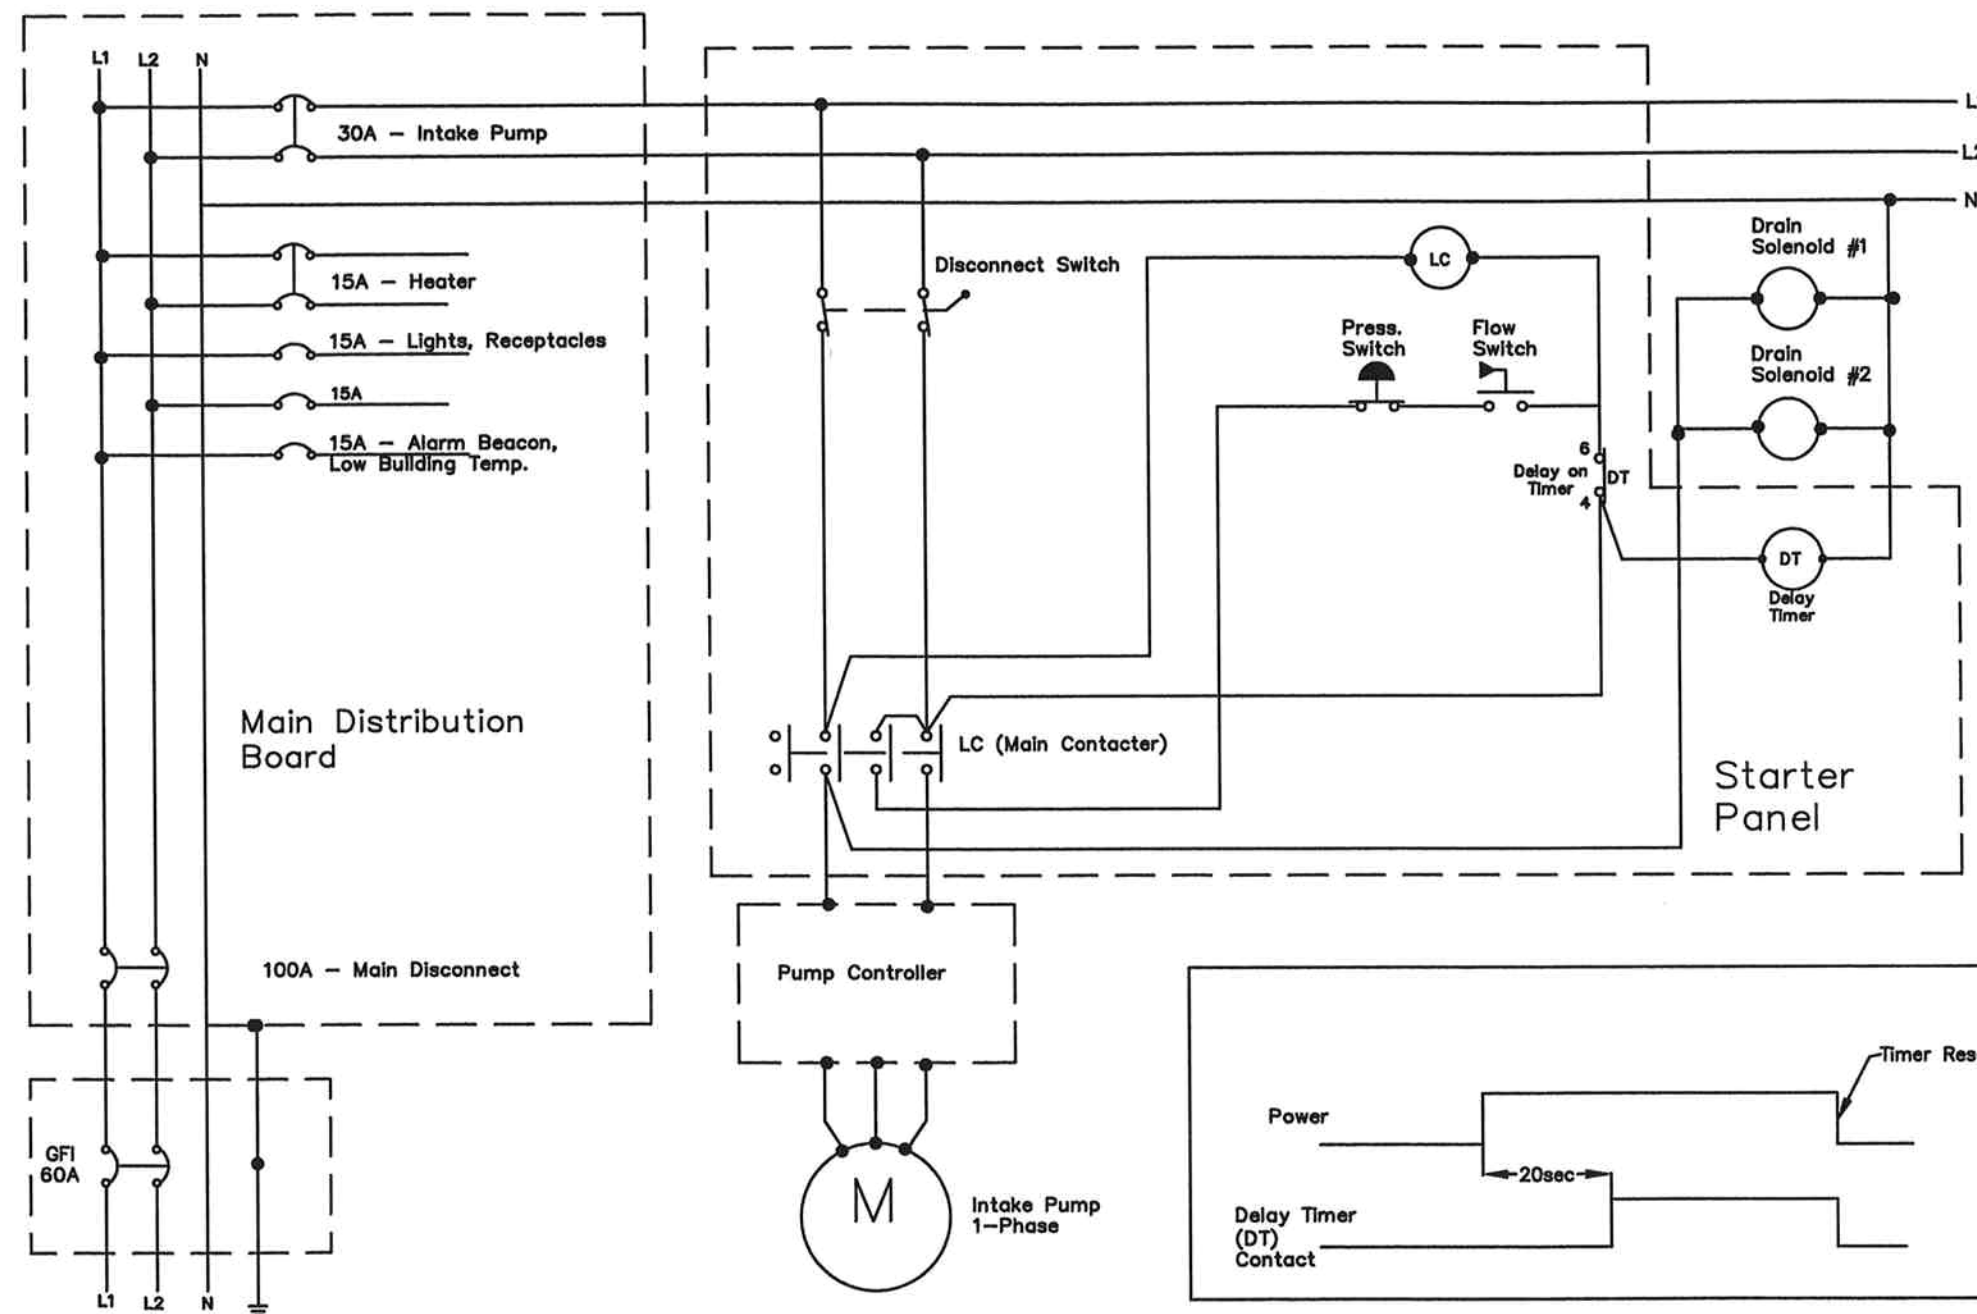 L1 L2 N
30A - Intake Pump
15A - Heater
15A - Lights, Receptacles
15A
15A - Alarm Beacon,
Low Building Temp.
Main Distribution
Board
100A - Main Disconnect
GFI
60A
L1 L2 N
L
L2
N
Disconnect Switch
LC
Press.
Switch
Flow
Switch
6
Delay on
Timer
DT
4
Drain
Solenoid #1
Drain
Solenoid #2
DT
Delay
Timer
LC (Main Contacter)
Starter
Panel
Pump Controller
M
Intake Pump
1-Phase
Timer Res
Power
20sec
Delay Timer
(DT)
Contact